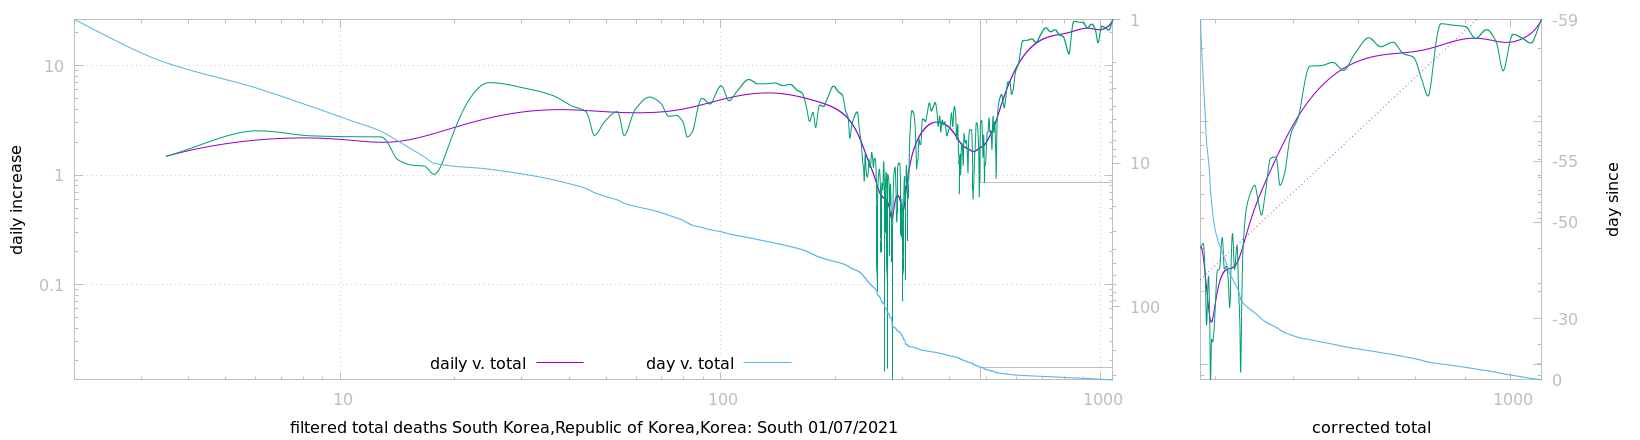 daily increase
10
1
0.1
daily v. total
day v. total
1
10
100
10
100
1000
filtered total deaths South Korea,Republic of Korea,Korea: South 01/07/2021
-59
-55
-50
-30
0
day since
1000
corrected total